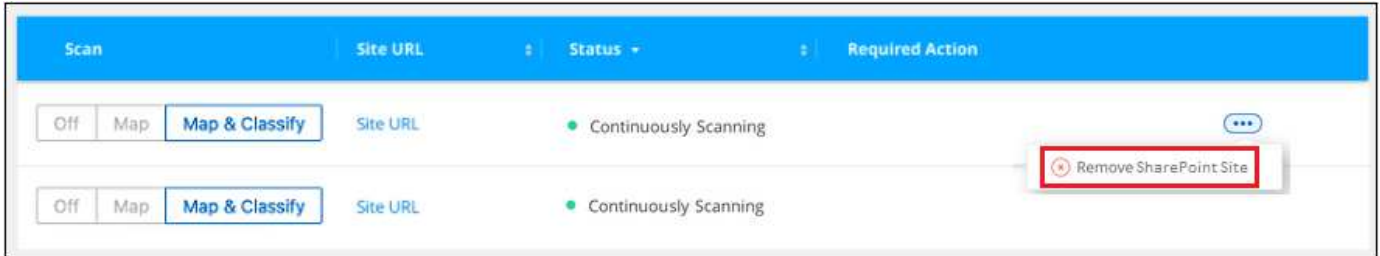 Scan Site URL Status Required Action
Off Map Map & Classify Site URL Continuously Scanning
Remove SharePoint Site
Off Map Map & Classify Site URL Continuously Scanning